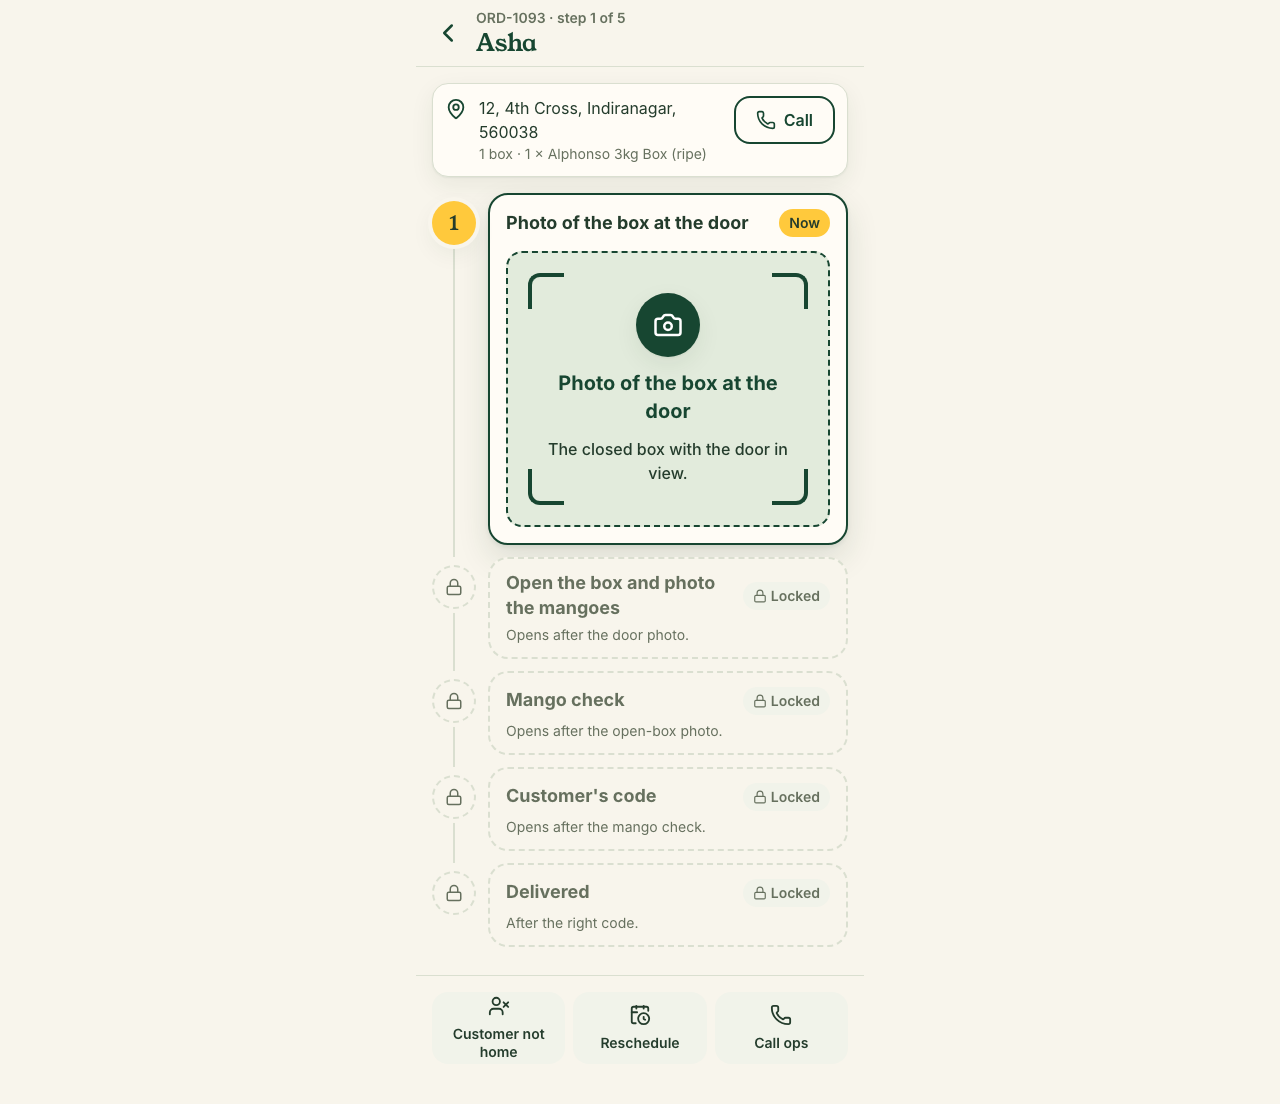 ORD-1093 · step 1 of 5
Asha
12, 4th Cross, Indiranagar,
560038
1 box · 1 × Alphonso 3kg Box (ripe)
Call
1
Photo of the box at the door
Now
Photo of the box at the
door
The closed box with the door in
view.
Open the box and photo
the mangoes
Locked
Opens after the door photo.
Mango check
Locked
Opens after the open-box photo.
Customer's code
Locked
Opens after the mango check.
Delivered
Locked
After the right code.
Customer not
home
Reschedule
Call ops